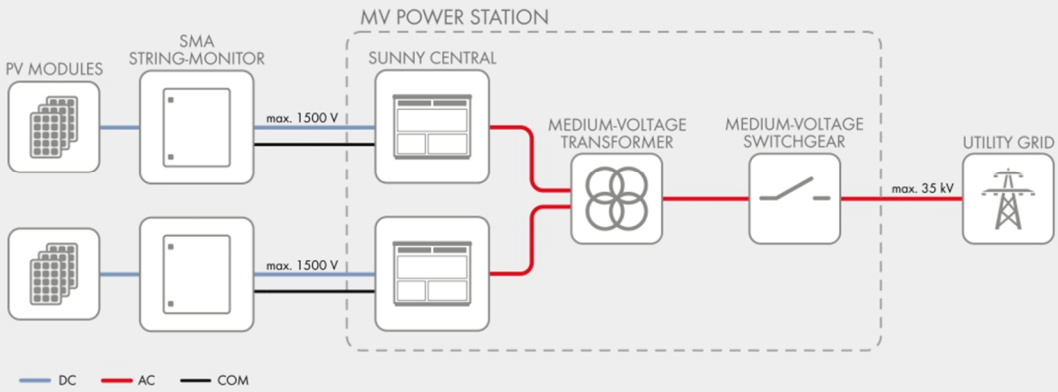 MV POWER STATION
SMA
STRING-MONITOR
SUNNY CENTRAL
PV MODULES
max. 1500 V
MEDIUM-VOLTAGE
TRANSFORMER
MEDIUM-VOLTAGE
SWITCHGEAR
UTILITY GRID
max. 35 kV
max. 1500 V
DC
AC
COM